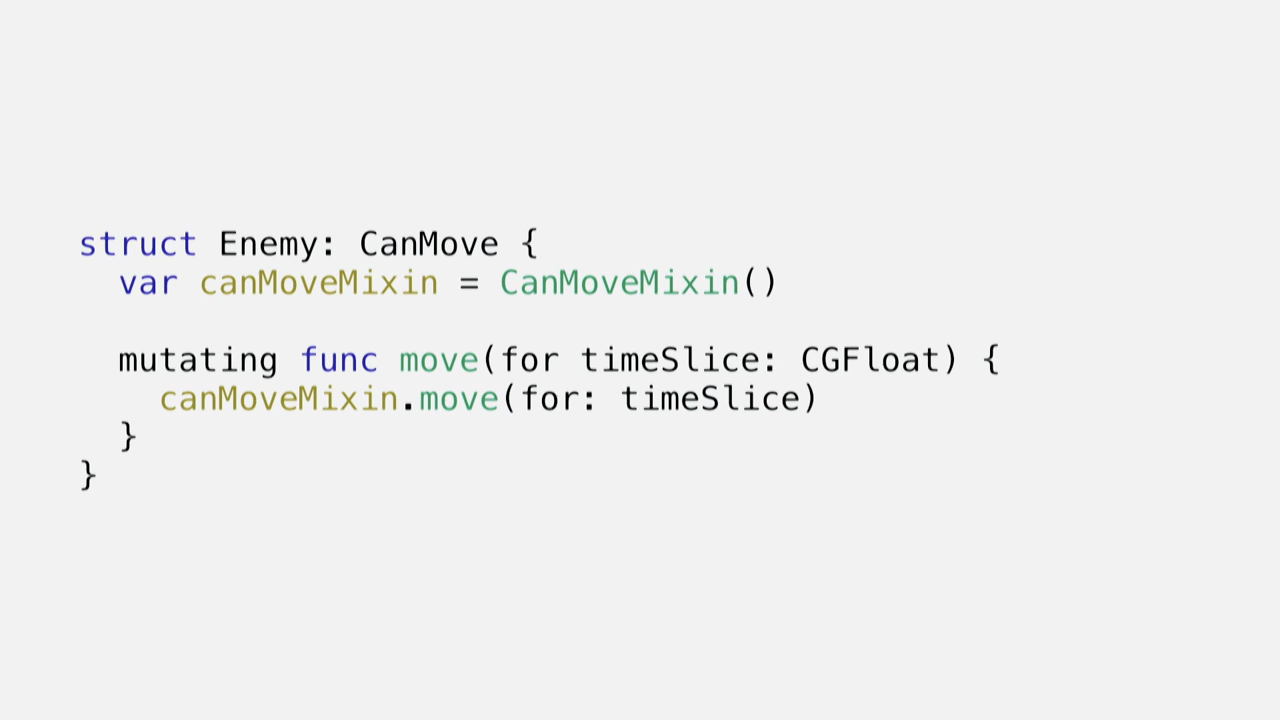 struct Enemy: CanMove {
  var canMoveMixin = CanMoveMixin()

  mutating func move(for timeSlice: CGFloat) {
    canMoveMixin.move(for: timeSlice)
  }
}